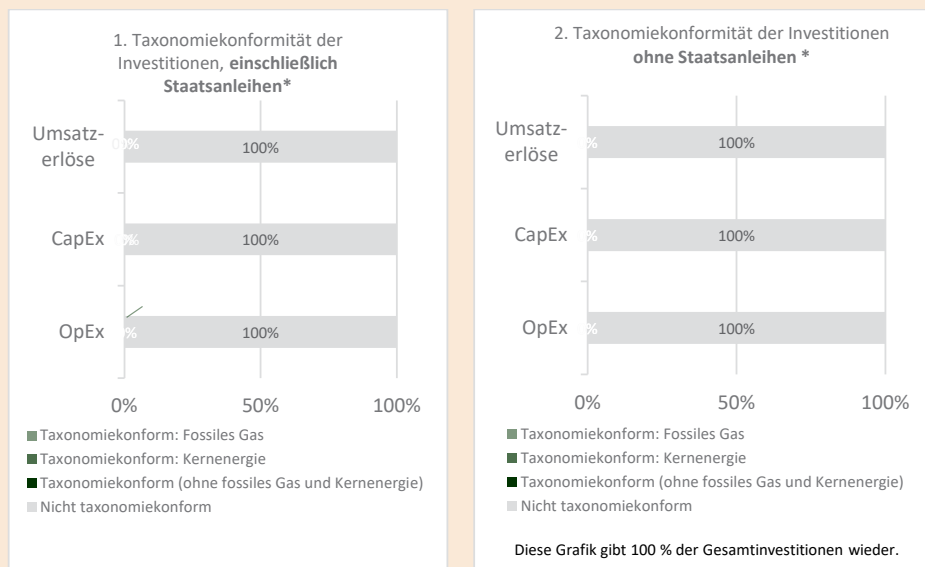 1. Taxonomiekonformität der
Investitionen, einschließlich
Staatsanleihen*
Umsatz-
erlöse
100%
CapEx
100%
OpEx
100%
0%
50%
100%
Taxonomiekonform: Fossiles Gas
Taxonomiekonform: Kernenergie
Taxonomiekonform (ohne fossiles Gas und Kernenergie)
Nicht taxonomiekonform
2. Taxonomiekonformität der Investitionen
ohne Staatsanleihen *
Umsatz-
erlöse
100%
CapEx
100%
OpEx
100%
0%
50%
100%
Taxonomiekonform: Fossiles Gas
Taxonomiekonform: Kernenergie
Taxonomiekonform (ohne fossiles Gas und Kernenergie)
Nicht taxonomiekonform
Diese Grafik gibt 100 % der Gesamtinvestitionen wieder.